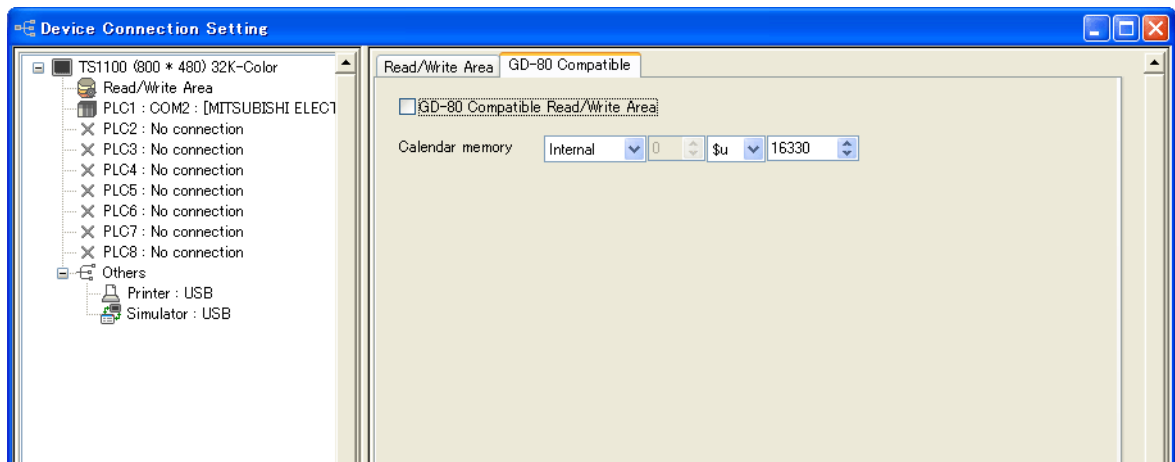 Device Connection Setting
TS1100 (800 * 480) 32K-Color
Read/Write Area
PLC1 : COM2 : [MITSUBISHI ELECT
PLC2 : No connection
PLC3 : No connection
PLC4 : No connection
PLC5 : No connection
PLC6 : No connection
PLC7 : No connection
PLC8 : No connection
Others
Printer : USB
Simulator : USB
Read/Write Area GD-80 Compatible
GD-80 Compatible Read/Write Area
Calendar memory Internal 0 $u 16330